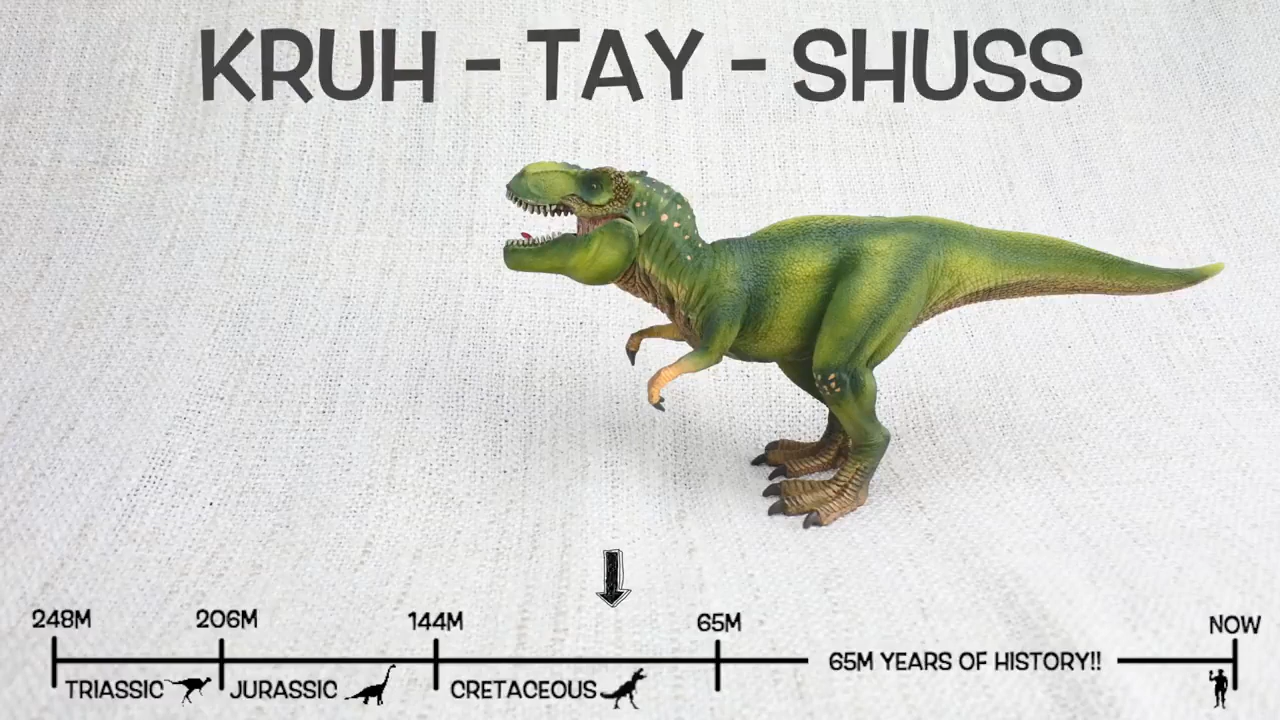 KRUH - TAY - SHUSS
248M 206M 144M 65M NOW
65M YEARS OF HISTORY!!
TRIASSIC JURASSIC CRETACEOUS